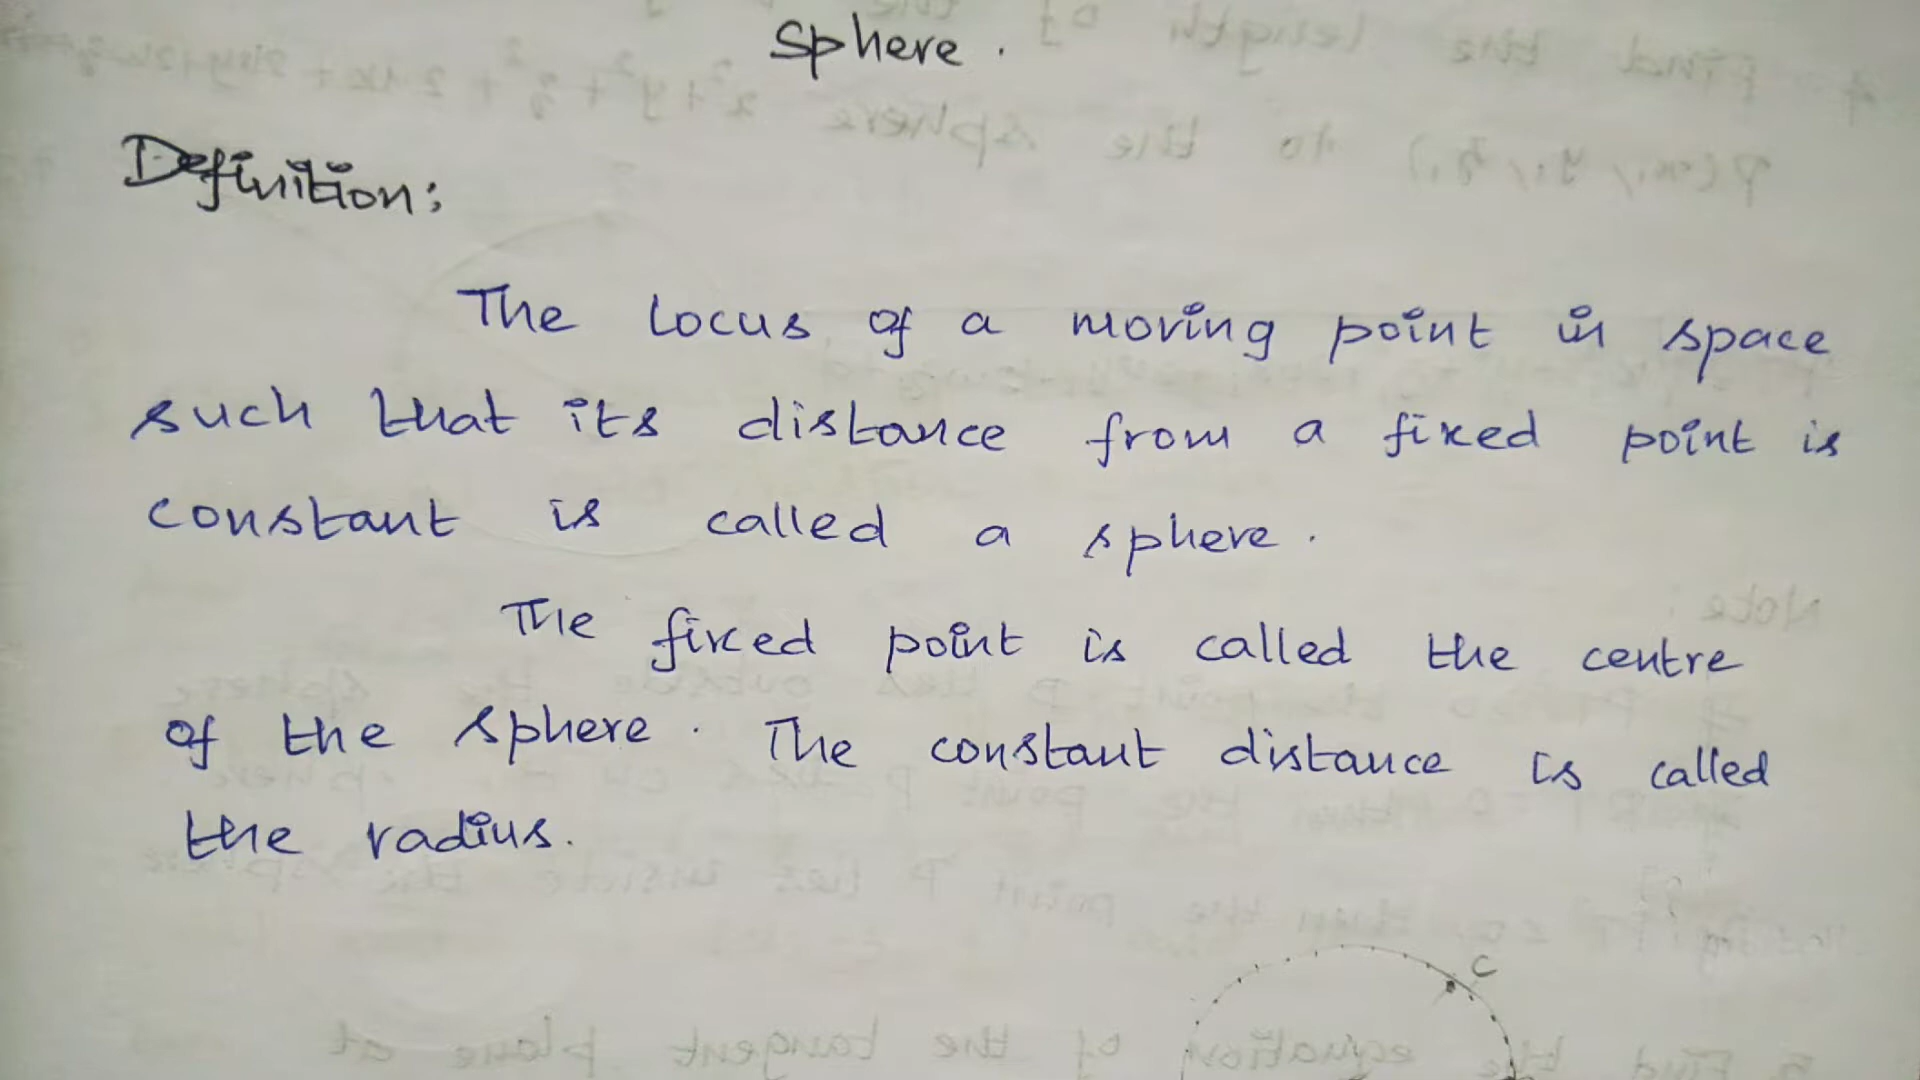 Sphere.
Definition:
The locus of a moving point in space
such that its distance from a fixed point is
constant is called a sphere.
The fixed point is called the centre
of the sphere. The constant distance is called
the radius.
C